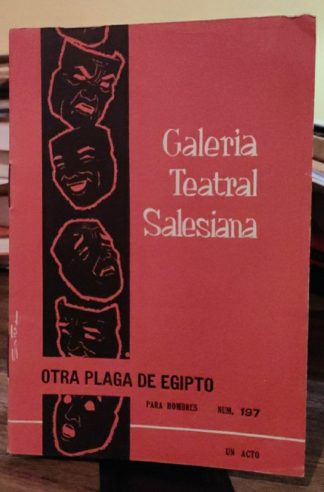 Galeria
Teatral
Salesiana
OTRA PLAGA DE EGIPTO
PARA HOMBRES NUM. 197
UN ACTO